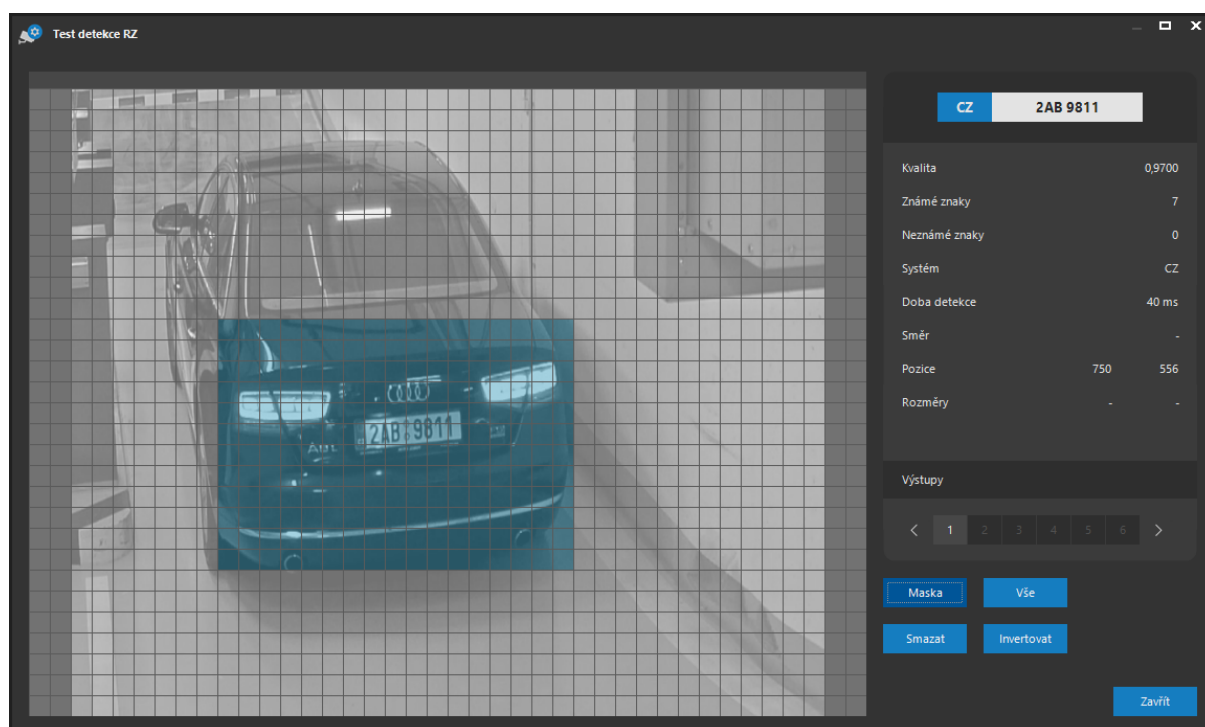 Test detekce RZ
CZ 2AB 9811
Kvalita 0,9700
Známé znaky 7
Neznámé znaky 0
Systém CZ
Doba detekce 40 ms
Směr -
Pozice 750 556
Rozměry - -
2AB 9811
Výstupy
1 2 3 4 5 6
Maska Vše
Smazat Invertovat
Zavřít